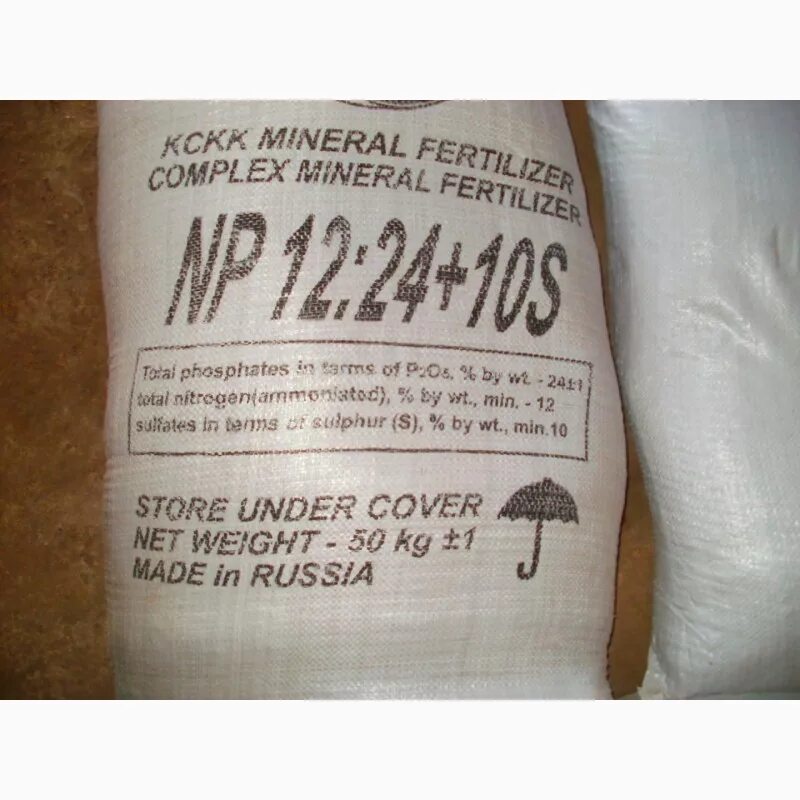 KCKK MINERAL FERTILIZER
COMPLEX MINERAL FERTILIZER
NP 12:24+10S
Total phosphates in terms of P₂O₅, % by wt. - 24±1
total nitrogen(ammoniated), % by wt., min. - 12
sulfates in terms of sulphur (S), % by wt., min.10
STORE UNDER COVER
NET WEIGHT - 50 kg ±1
MADE in RUSSIA